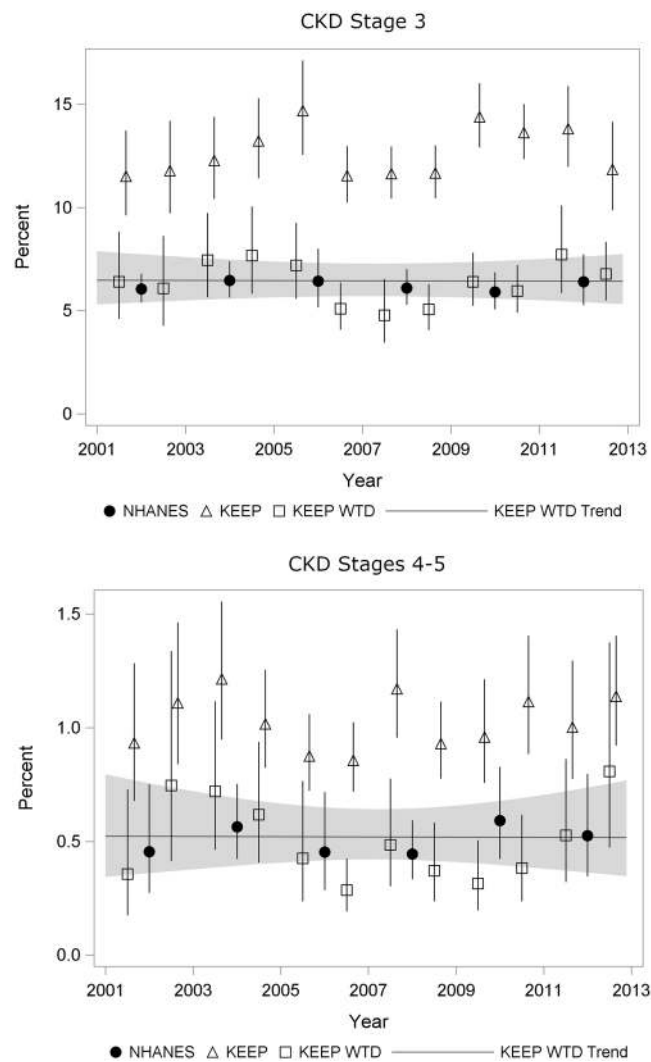 CKD Stage 3
15
10
5
0
Percent
2001 2003 2005 2007 2009 2011 2013
Year
NHANES KEEP KEEP WTD KEEP WTD Trend
CKD Stages 4-5
1.5
1.0
0.5
0.0
Percent
2001 2003 2005 2007 2009 2011 2013
Year
NHANES KEEP KEEP WTD KEEP WTD Trend